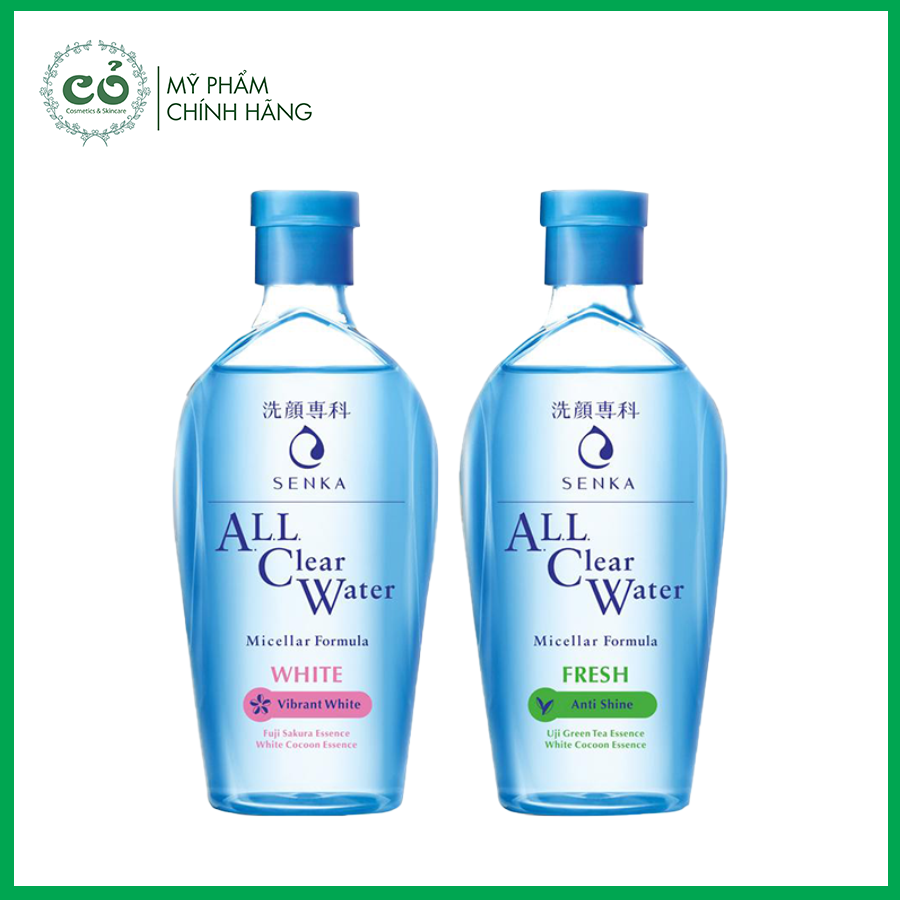 CỎ
Cosmetics & Skincare
MỸ PHẨM
CHÍNH HÃNG
洗顔専科
SENKA
A.L.L.
Clear
Water
Micellar Formula
WHITE
Vibrant White
Fuji Sakura Essence
White Cocoon Essence
洗顔専科
SENKA
A.L.L.
Clear
Water
Micellar Formula
FRESH
Anti Shine
Uji Green Tea Essence
White Cocoon Essence